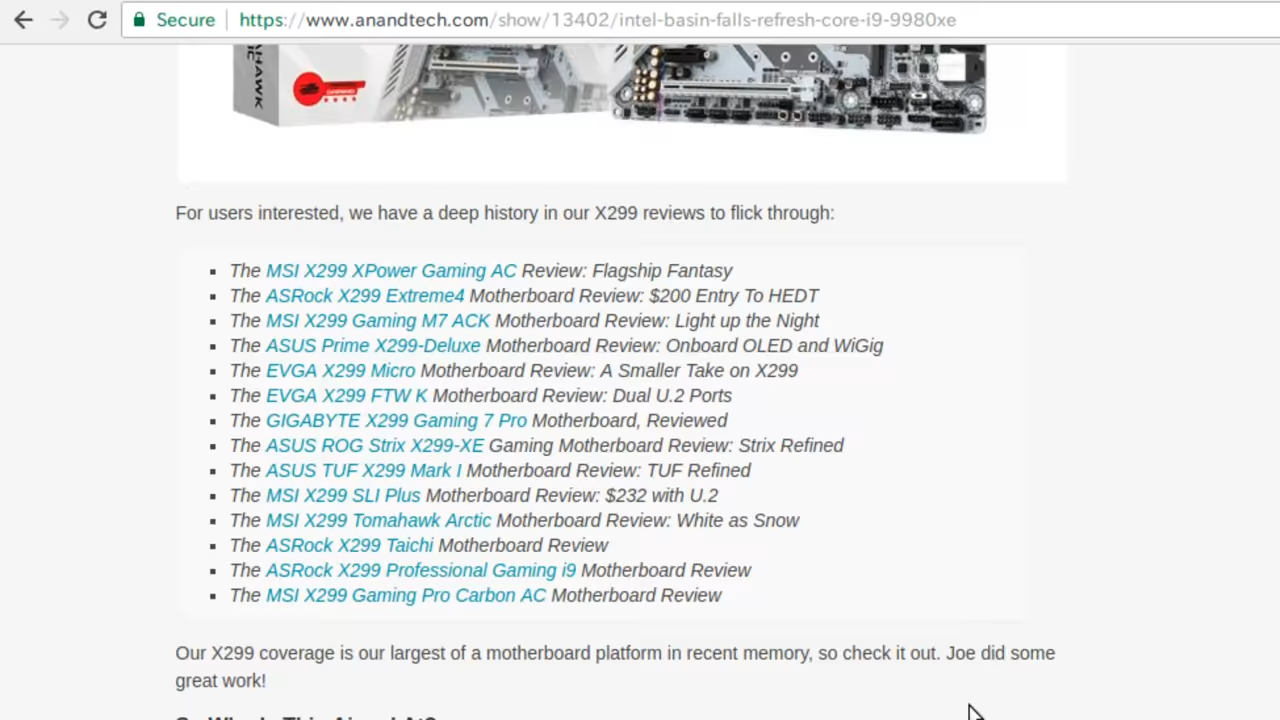 Secure https://www.anandtech.com/show/13402/intel-basin-falls-refresh-core-i9-9980xe
For users interested, we have a deep history in our X299 reviews to flick through:
▪ The MSI X299 XPower Gaming AC Review: Flagship Fantasy
▪ The ASRock X299 Extreme4 Motherboard Review: $200 Entry To HEDT
▪ The MSI X299 Gaming M7 ACK Motherboard Review: Light up the Night
▪ The ASUS Prime X299-Deluxe Motherboard Review: Onboard OLED and WiGig
▪ The EVGA X299 Micro Motherboard Review: A Smaller Take on X299
▪ The EVGA X299 FTW K Motherboard Review: Dual U.2 Ports
▪ The GIGABYTE X299 Gaming 7 Pro Motherboard, Reviewed
▪ The ASUS ROG Strix X299-XE Gaming Motherboard Review: Strix Refined
▪ The ASUS TUF X299 Mark I Motherboard Review: TUF Refined
▪ The MSI X299 SLI Plus Motherboard Review: $232 with U.2
▪ The MSI X299 Tomahawk Arctic Motherboard Review: White as Snow
▪ The ASRock X299 Taichi Motherboard Review
▪ The ASRock X299 Professional Gaming i9 Motherboard Review
▪ The MSI X299 Gaming Pro Carbon AC Motherboard Review
Our X299 coverage is our largest of a motherboard platform in recent memory, so check it out. Joe did some
great work!